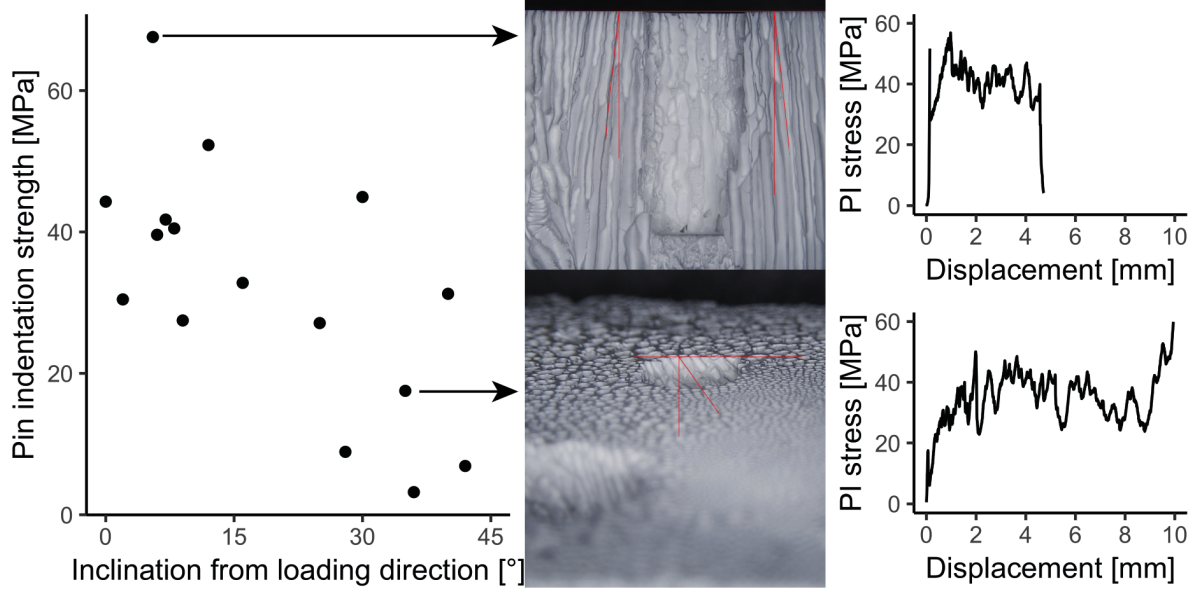 Pin indentation strength [MPa]
60
40
20
0
0 15 30 45
Inclination from loading direction [°]
PI stress [MPa]
60
40
20
0
0 2 4 6 8 10
Displacement [mm]
PI stress [MPa]
60
40
20
0
0 2 4 6 8 10
Displacement [mm]